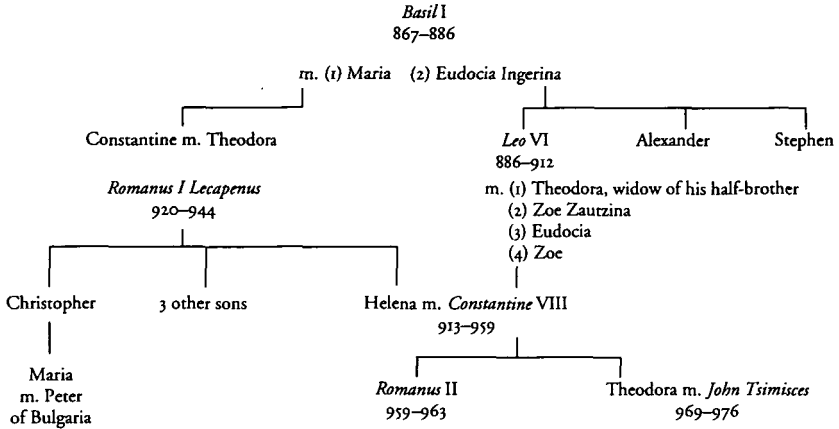 Basil I
867–886
m. (1) Maria (2) Eudocia Ingerina
Constantine m. Theodora
Leo VI
886–912
Alexander
Stephen
m. (1) Theodora, widow of his half-brother
(2) Zoe Zautzina
(3) Eudocia
(4) Zoe
Romanus I Lecapenus
920–944
Christopher
3 other sons
Helena m. Constantine VIII
913–959
Maria
m. Peter
of Bulgaria
Romanus II
959–963
Theodora m. John Tsimisces
969–976